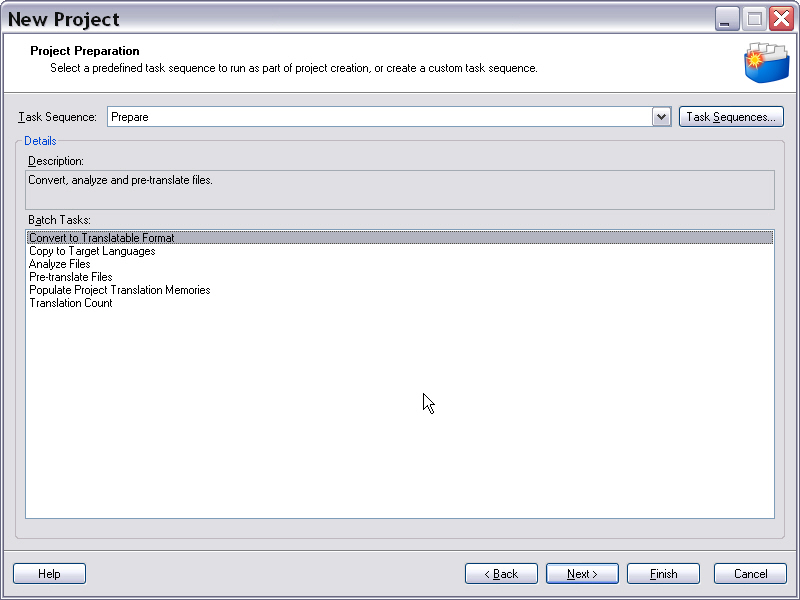 New Project
Project Preparation
Select a predefined task sequence to run as part of project creation, or create a custom task sequence.
Task Sequence: Prepare Task Sequences...
Details
Description:
Convert, analyze and pre-translate files.
Batch Tasks:
Convert to Translatable Format
Copy to Target Languages
Analyze Files
Pre-translate Files
Populate Project Translation Memories
Translation Count
Help < Back Next > Finish Cancel